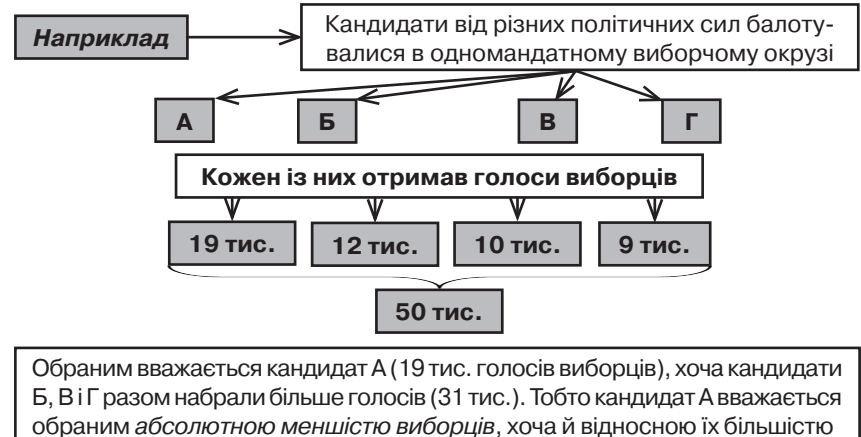 Наприклад
Кандидати від різних політичних сил балоту-
валися в одномандатному виборчому окрузі
А Б В Г
Кожен із них отримав голоси виборців
19 тис. 12 тис. 10 тис. 9 тис.
50 тис.
Обраним вважається кандидат А (19 тис. голосів виборців), хоча кандидати
Б, В і Г разом набрали більше голосів (31 тис.). Тобто кандидат А вважається
обраним абсолютною меншістю виборців, хоча й відносною їх більшістю